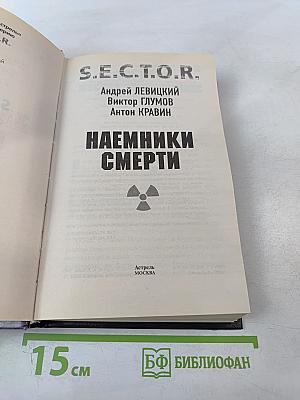 S.E.C.T.O.R.
Андрей ЛЕВИЦКИЙ
Виктор ГЛУМОВ
Антон КРАВИН
НАЕМНИКИ
СМЕРТИ
Астрель
МОСКВА
15 см
БФ БИБЛИОФАН